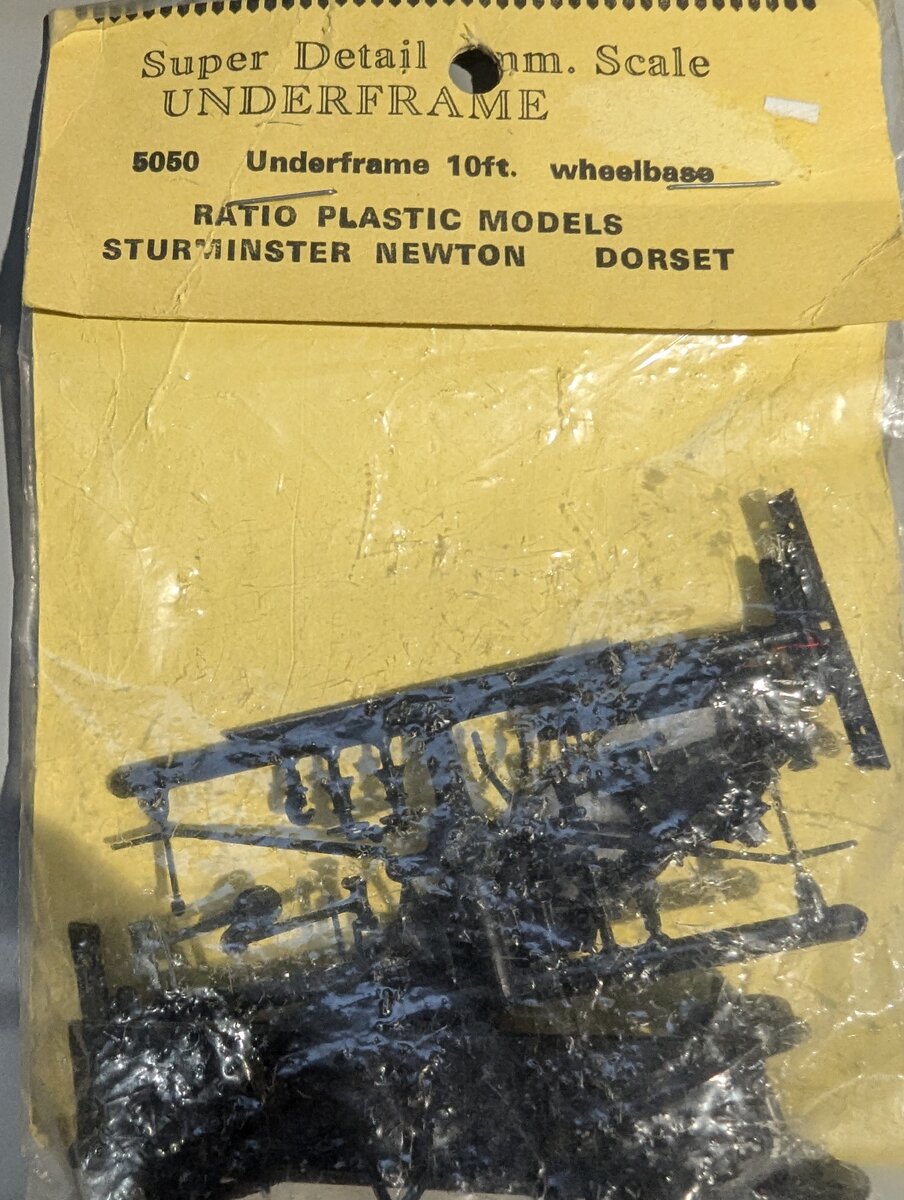 Super Detail mm. Scale
UNDERFRAME
5050 Underframe 10ft. wheelbase
RATIO PLASTIC MODELS
STURMINSTER NEWTON DORSET